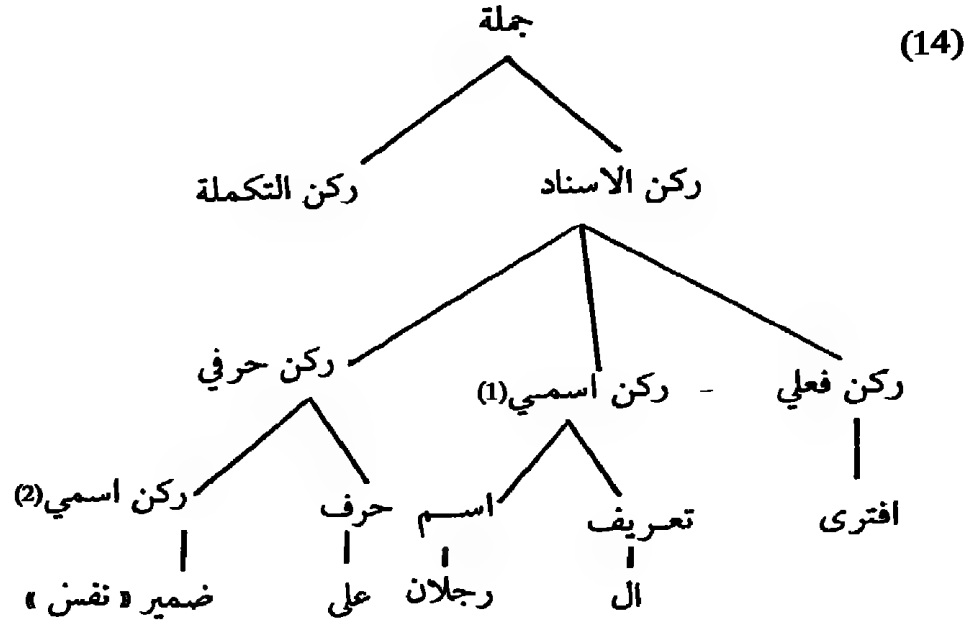 (14)
جملة
ركن الاسناد ركن التكملة
ركن فعلي - ركن اسمي(1) ركن حرفي
افترى تعريف اسم حرف ركن اسمي(2)
ال رجلان على ضمير « نفس »